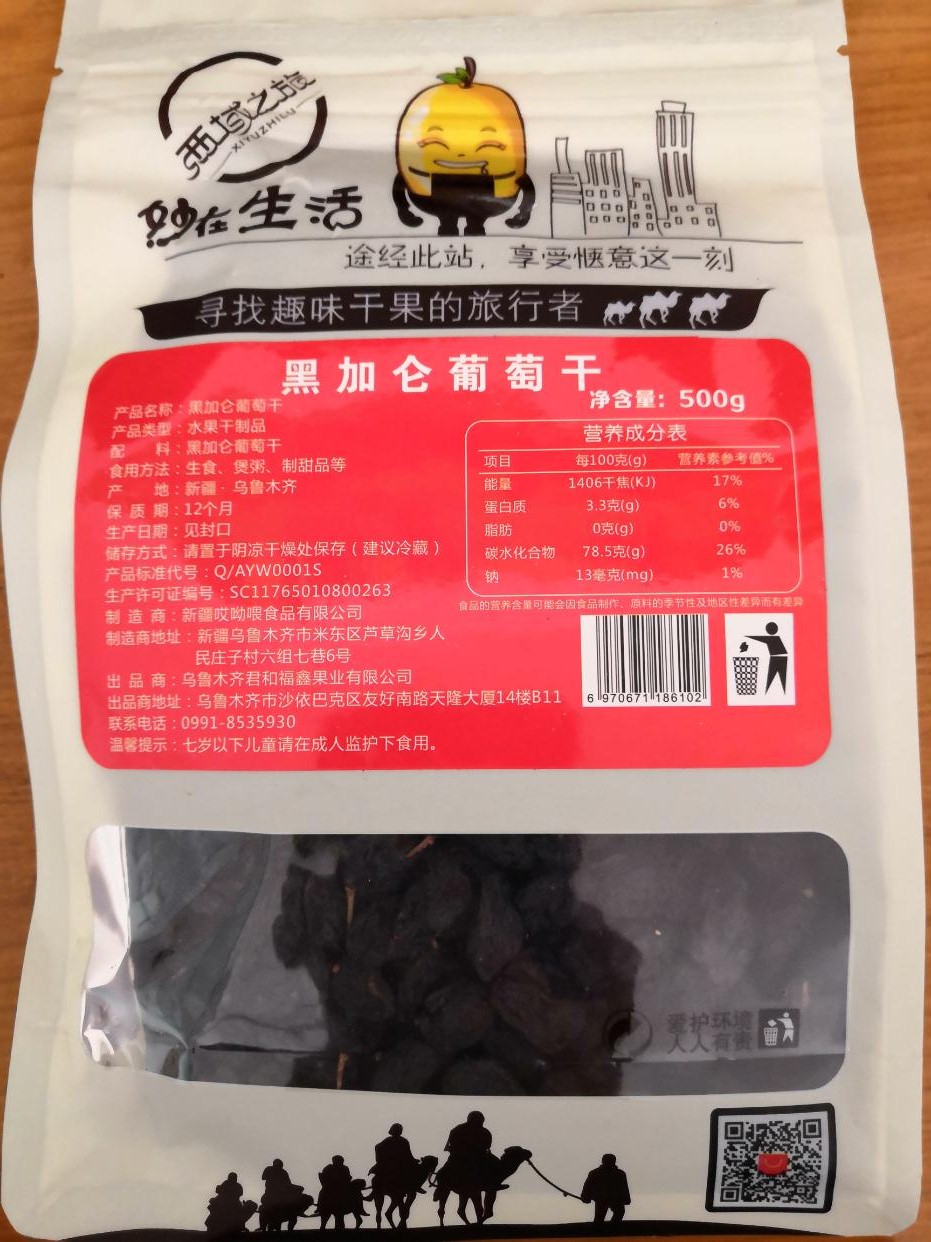 西域之旅
XIYUZHILU
妙在生活
途经此站，享受惬意这一刻
寻找趣味干果的旅行者
黑加仑葡萄干
净含量：500g
产品名称：黑加仑葡萄干
产品类型：水果干制品
配 料：黑加仑葡萄干
食用方法：生食、煲粥、制甜品等
产 地：新疆·乌鲁木齐
保 质 期：12个月
生产日期：见封口
储存方式：请置于阴凉干燥处保存（建议冷藏）
产品标准代号：Q/AYW0001S
生产许可证编号：SC11765010800263
制 造 商：新疆哎呦喂食品有限公司
制造商地址：新疆乌鲁木齐市米东区芦草沟乡人
民庄子村六组七巷6号
出 品 商：乌鲁木齐君和福鑫果业有限公司
出品商地址：乌鲁木齐市沙依巴克区友好南路天隆大厦14楼B11
联系电话：0991-8535930
温馨提示：七岁以下儿童请在成人监护下食用。
营养成分表
项目 每100克(g) 营养素参考值%
能量 1406千焦(KJ) 17%
蛋白质 3.3克(g) 6%
脂肪 0克(g) 0%
碳水化合物 78.5克(g) 26%
钠 13毫克(mg) 1%
食品的营养含量可能会因食品制作、原料的季节性及地区性差异而有差异
6 970671 186102
爱护环境
人人有责